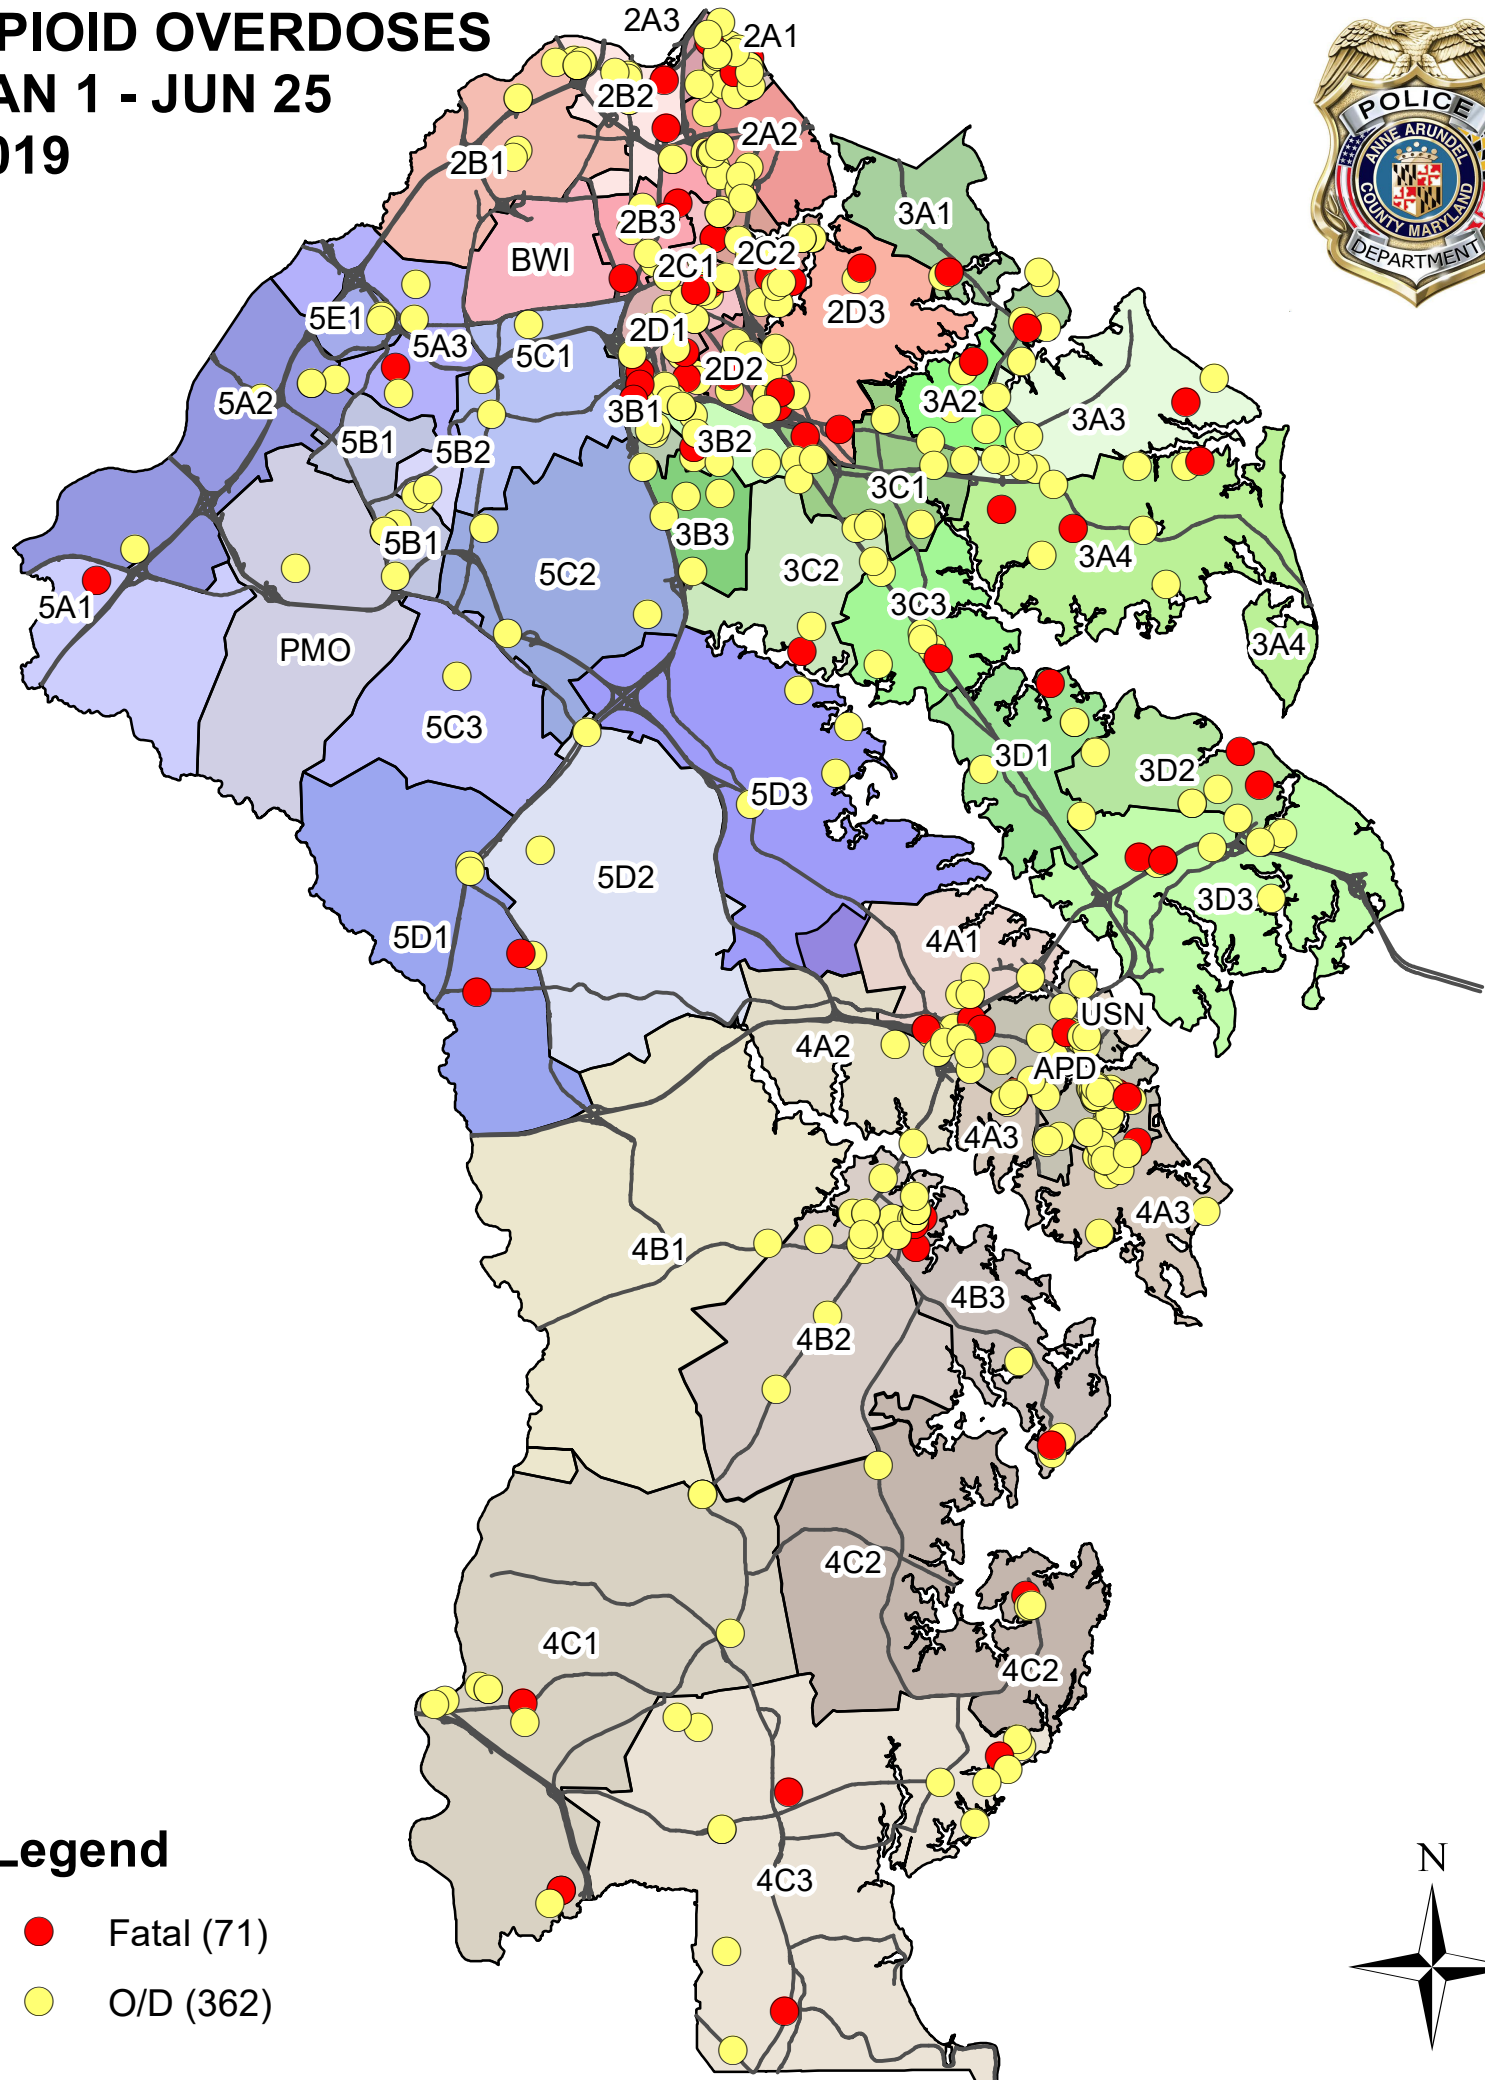 PIOID OVERDOSES
AN 1 - JUN 25
019
2A3
2A1
2B2
2A2
2B1
3A1
2B3
BWI
2C1
2C2
5E1
2D3
5A3
2D1
5C1
2D2
5A2
3A2
3B1
3A3
5B1
5B2
3B2
3C1
5B1
3B3
5C2
3C2
3A4
5A1
3C3
PMO
3A4
5C3
3D1
3D2
5D3
5D2
3D3
5D1
4A1
USN
4A2
APD
4A3
4A3
4B1
4B3
4B2
4C2
4C1
4C2
4C3
POLICE
ANNE ARUNDEL
COUNTY MARYLAND
DEPARTMENT
Legend
Fatal (71)
O/D (362)
N